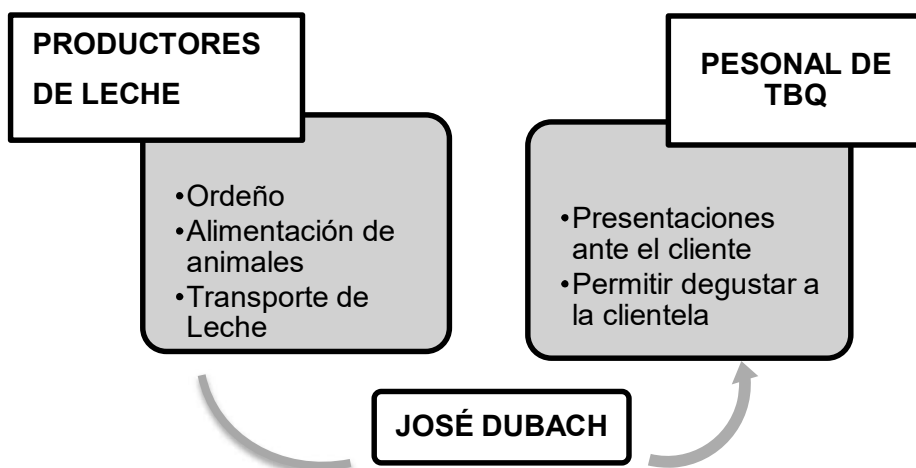 PRODUCTORES
DE LECHE
•Ordeño
•Alimentación de
animales
•Transporte de
Leche
PESONAL DE
TBQ
•Presentaciones
ante el cliente
•Permitir degustar a
la clientela
JOSÉ DUBACH